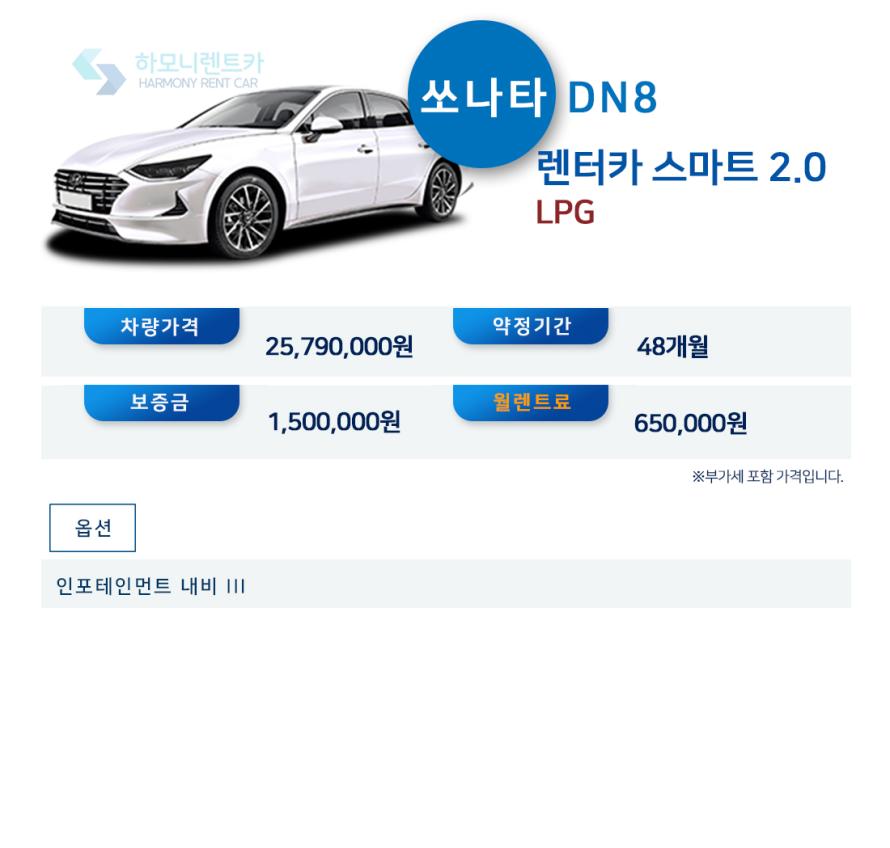 하모니렌트카
HARMONY RENT CAR
쏘나타 DN8
렌터카 스마트 2.0
LPG
차량가격
25,790,000원
약정기간
48개월
보증금
1,500,000원
월렌트료
650,000원
※부가세 포함 가격입니다.
옵션
인포테인먼트 내비 III